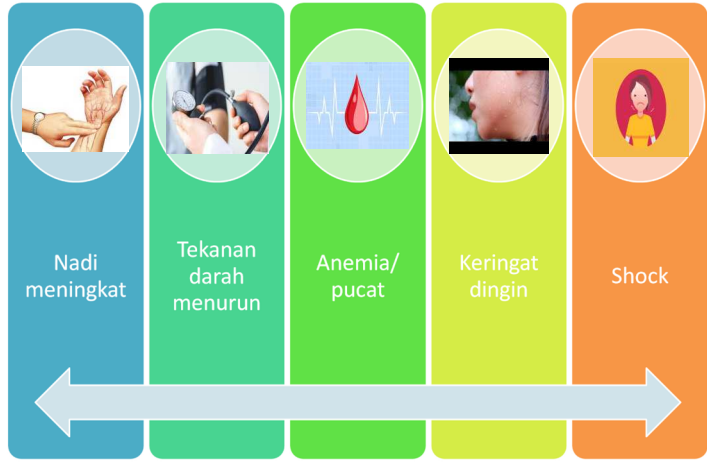 Nadi
meningkat
Tekanan
darah
menurun
Anemia/
pucat
Keringat
dingin
Shock